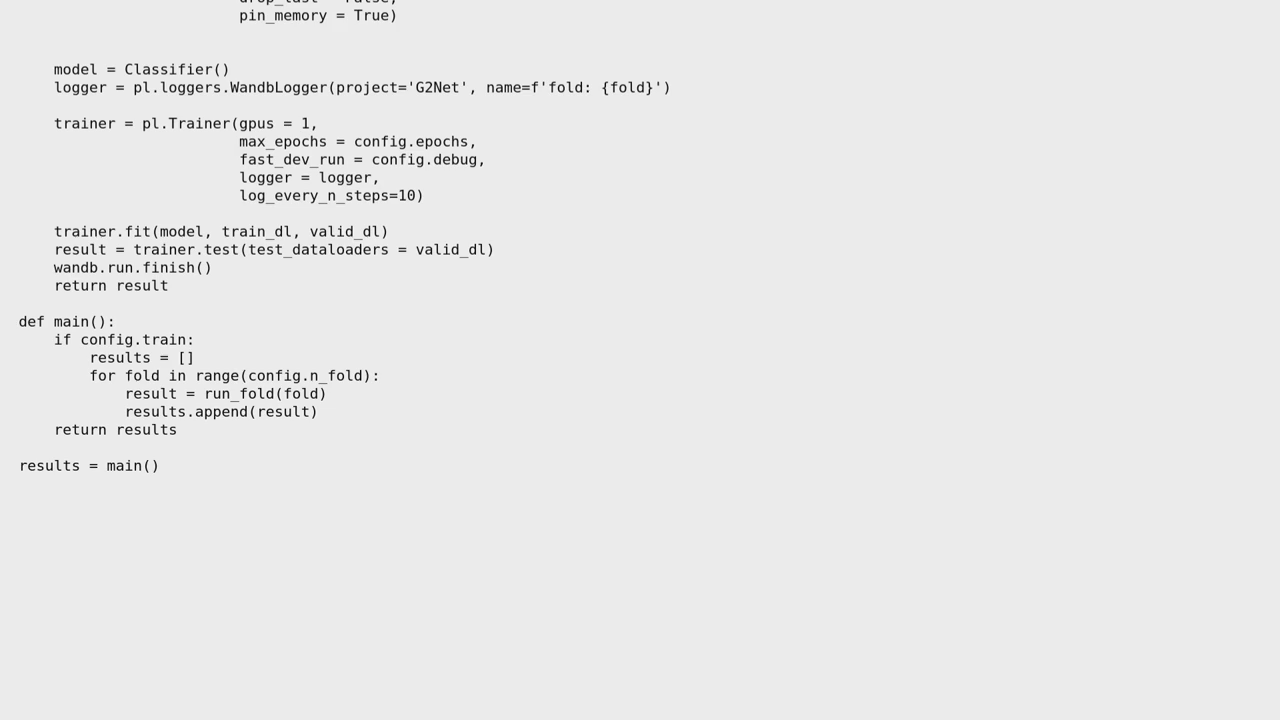 drop_last = False,
                         pin_memory = True)
    model = Classifier()
    logger = pl.loggers.WandbLogger(project='G2Net', name=f'fold: {fold}')
    trainer = pl.Trainer(gpus = 1,
                         max_epochs = config.epochs,
                         fast_dev_run = config.debug,
                         logger = logger,
                         log_every_n_steps=10)
    trainer.fit(model, train_dl, valid_dl)
    result = trainer.test(test_dataloaders = valid_dl)
    wandb.run.finish()
    return result
def main():
    if config.train:
        results = []
        for fold in range(config.n_fold):
            result = run_fold(fold)
            results.append(result)
    return results
results = main()